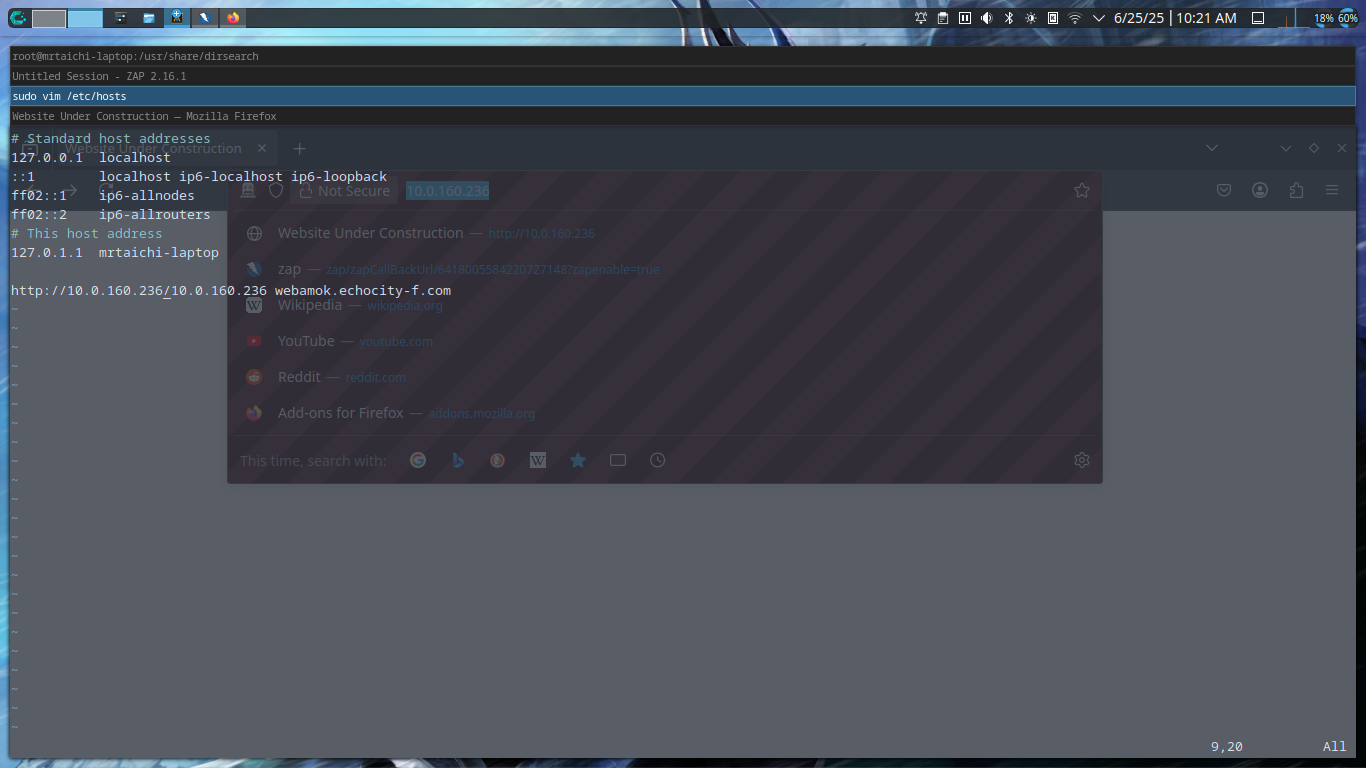 6/25/25 10:21 AM 18% 60%
root@mrtaichi-laptop:/usr/share/dirsearch
Untitled Session - ZAP 2.16.1
sudo vim /etc/hosts
Website Under Construction — Mozilla Firefox
# Standard host addresses
Website Under Construction
127.0.0.1  localhost
::1        localhost ip6-localhost ip6-loopback
Not Secure 10.0.160.236
ff02::1    ip6-allnodes
ff02::2    ip6-allrouters
# This host address
Website Under Construction — http://10.0.160.236
127.0.1.1  mrtaichi-laptop
zap — zap/zapCallBackUrl/6418005584220727148?zapenable=true
http://10.0.160.236/10.0.160.236 webamok.echocity-f.com
Wikipedia — wikipedia.org
YouTube — youtube.com
Reddit — reddit.com
Add-ons for Firefox — addons.mozilla.org
This time, search with:
9,20 All